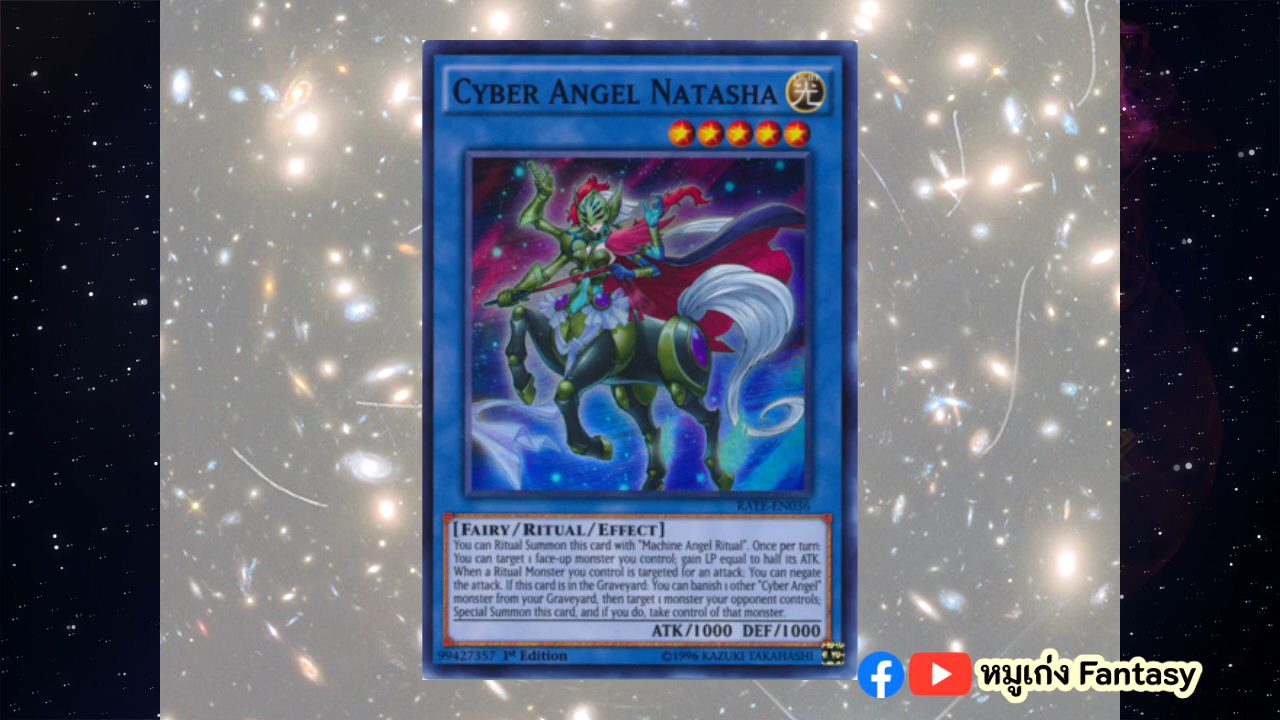 CYBER ANGEL NATASHA
光
RATE-EN036
[FAIRY/RITUAL/EFFECT]
You can Ritual Summon this card with "Machine Angel Ritual". Once per turn:
You can target 1 face-up monster you control; gain LP equal to half its ATK.
When a Ritual Monster you control is targeted for an attack: You can negate
the attack. If this card is in the Graveyard: You can banish 1 other "Cyber Angel"
monster from your Graveyard, then target 1 monster your opponent controls;
Special Summon this card, and if you do, take control of that monster.
ATK/1000 DEF/1000
99427357 1st Edition ©1996 KAZUKI TAKAHASHI
หมูเก่ง Fantasy